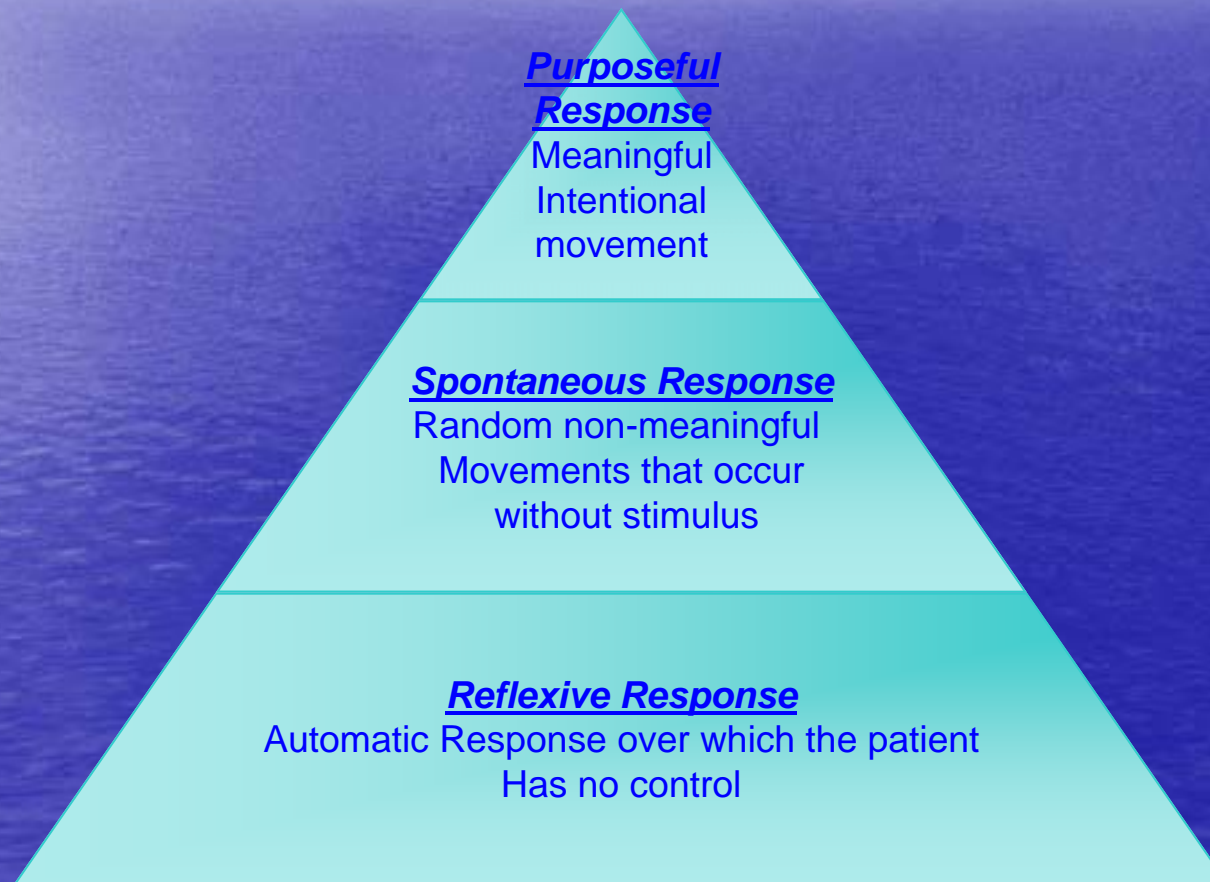 Purposeful
Response
Meaningful
Intentional
movement
Spontaneous Response
Random non-meaningful
Movements that occur
without stimulus
Reflexive Response
Automatic Response over which the patient
Has no control